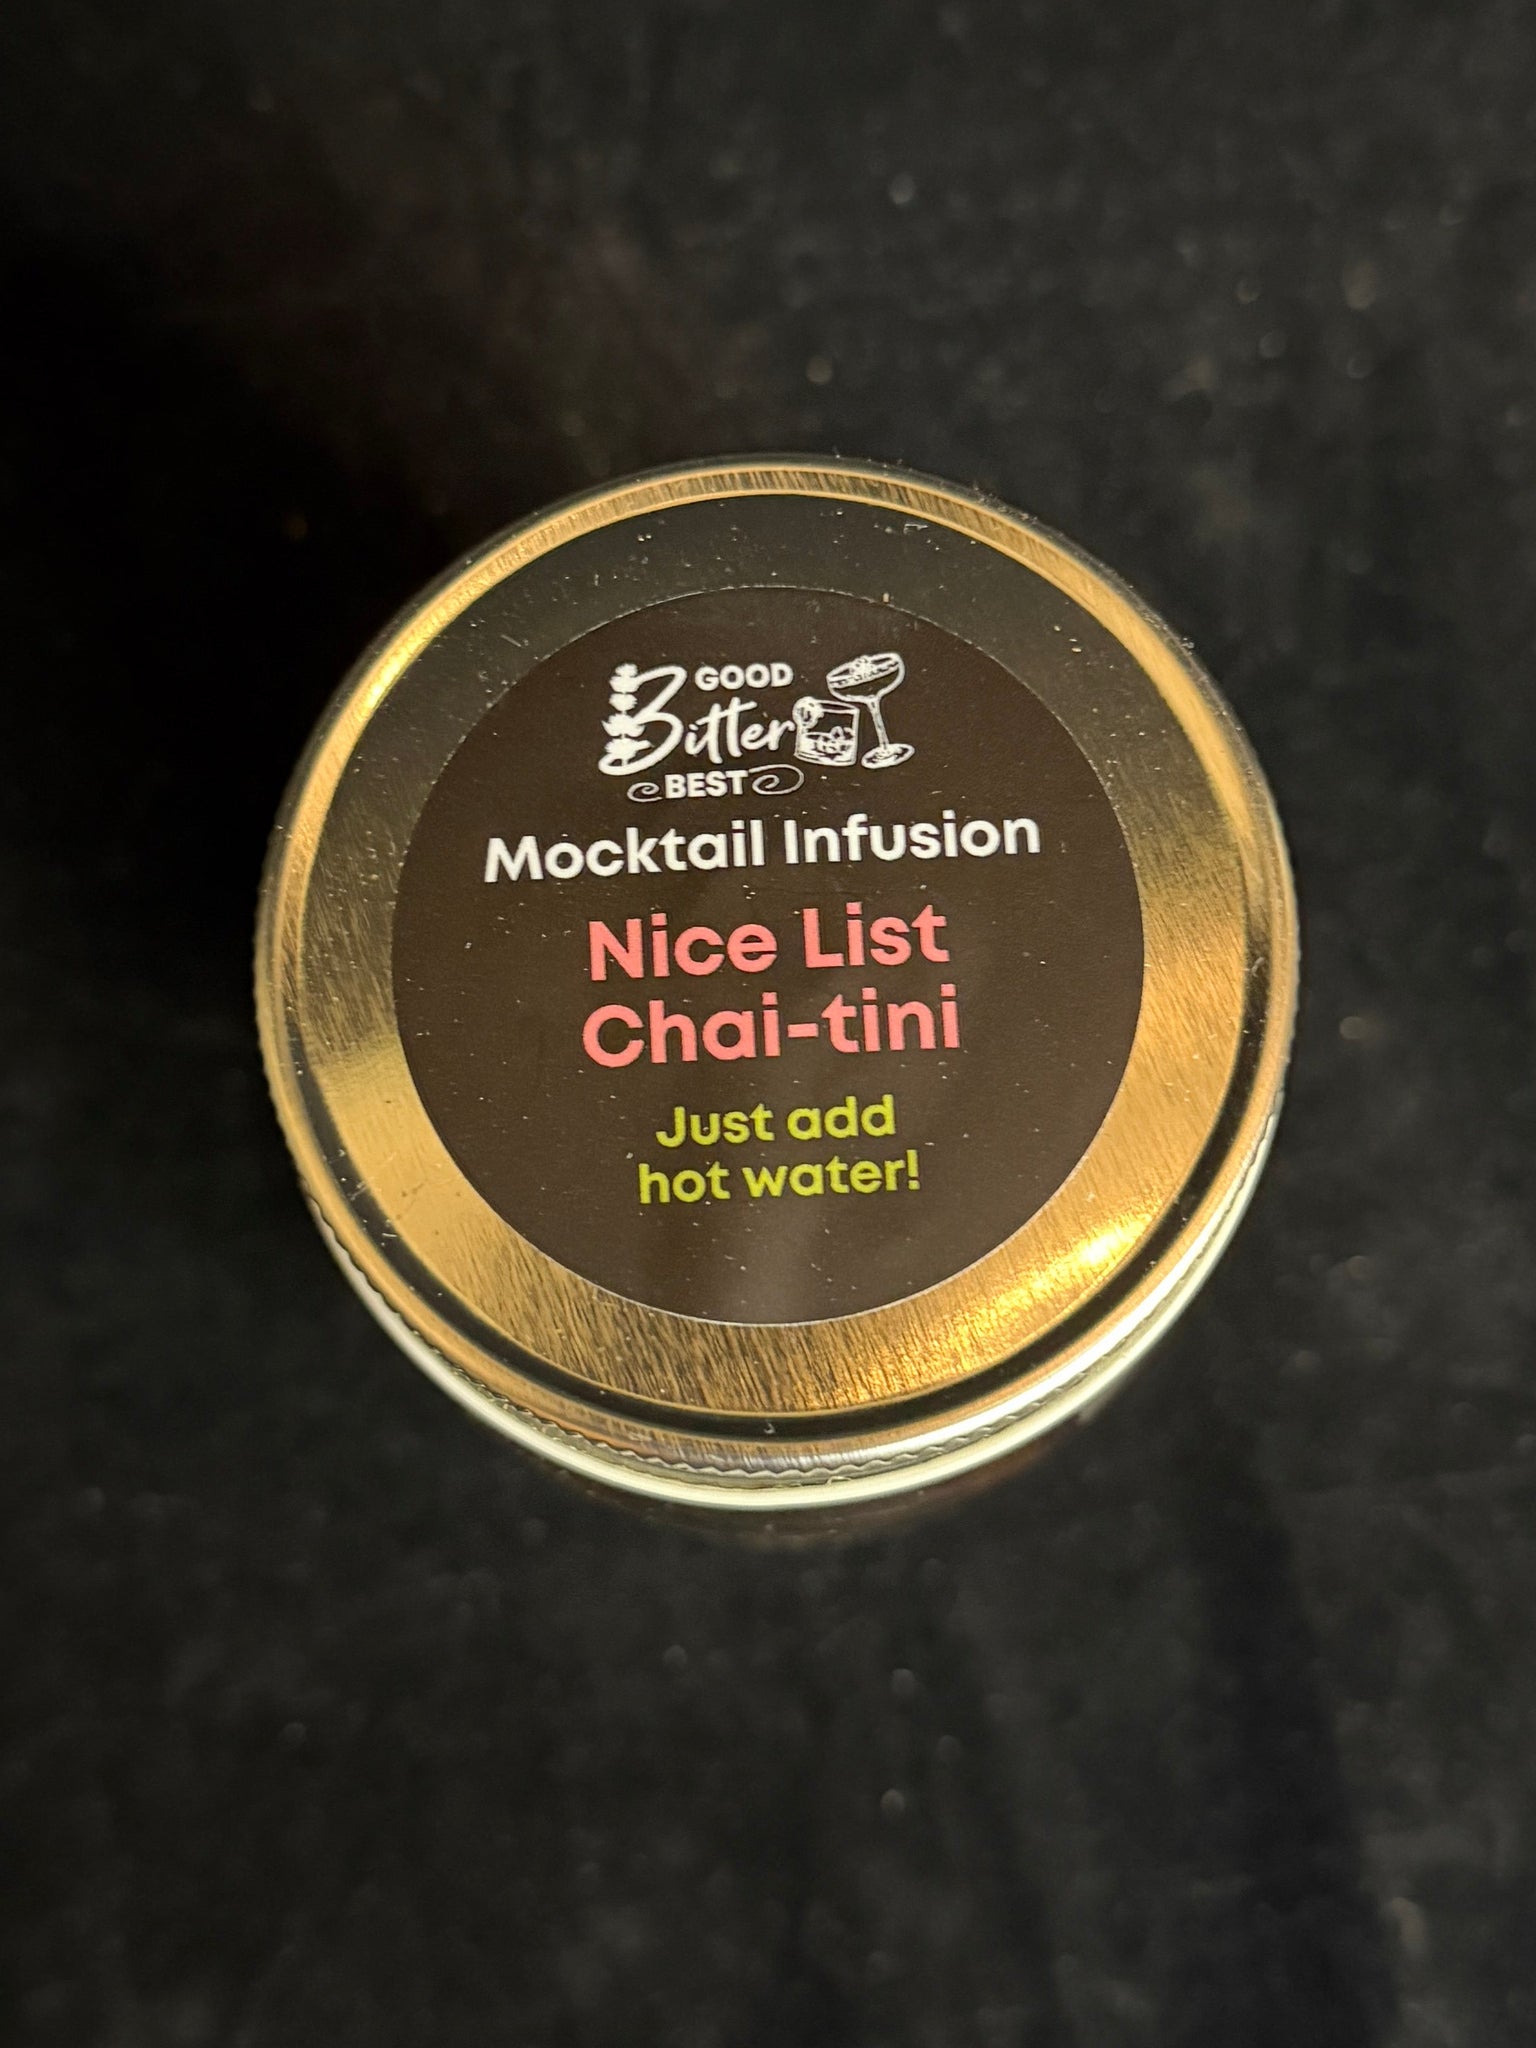 GOOD
Bitter
BEST
Mocktail Infusion
Nice List
Chai-tini
Just add
hot water!